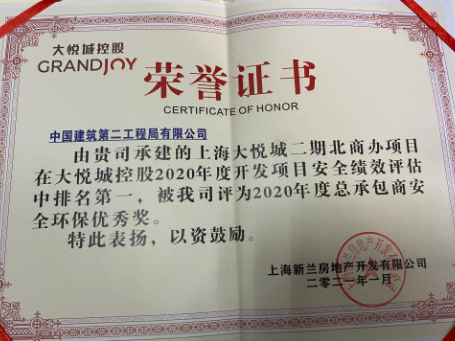 大悦城控股
GRANDJOY
荣誉证书
CERTIFICATE OF HONOR
中国建筑第二工程局有限公司
由贵司承建的上海大悦城二期北商办项目
在大悦城控股2020年度开发项目安全绩效评估
中排名第一，被我司评为2020年度总承包商安
全环保优秀奖。
特此表扬，以资鼓励。
上海新兰房地产开发有限公司
二零二一年一月